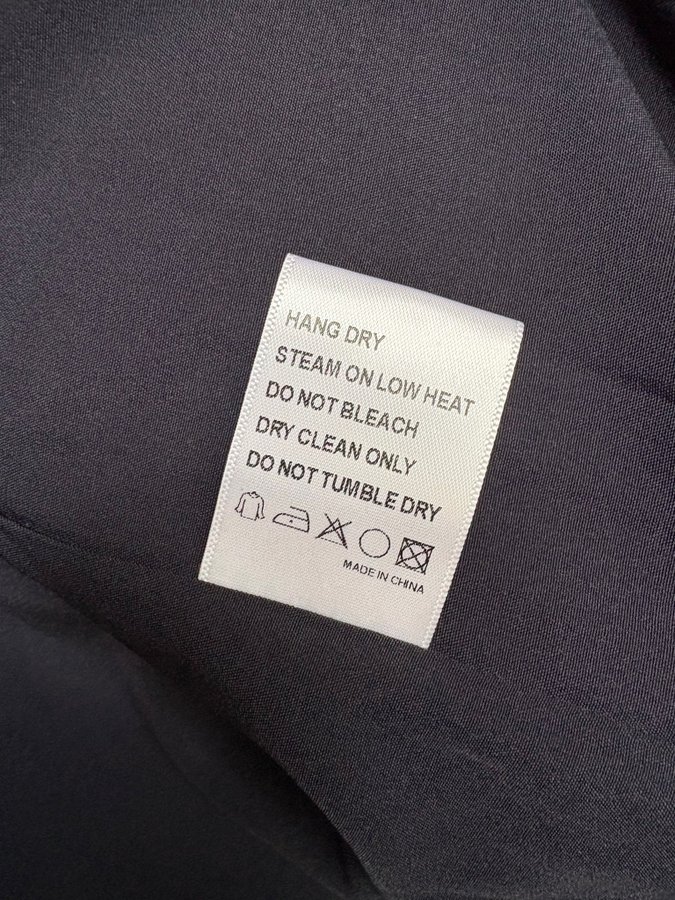 HANG DRY
STEAM ON LOW HEAT
DO NOT BLEACH
DRY CLEAN ONLY
DO NOT TUMBLE DRY
MADE IN CHINA